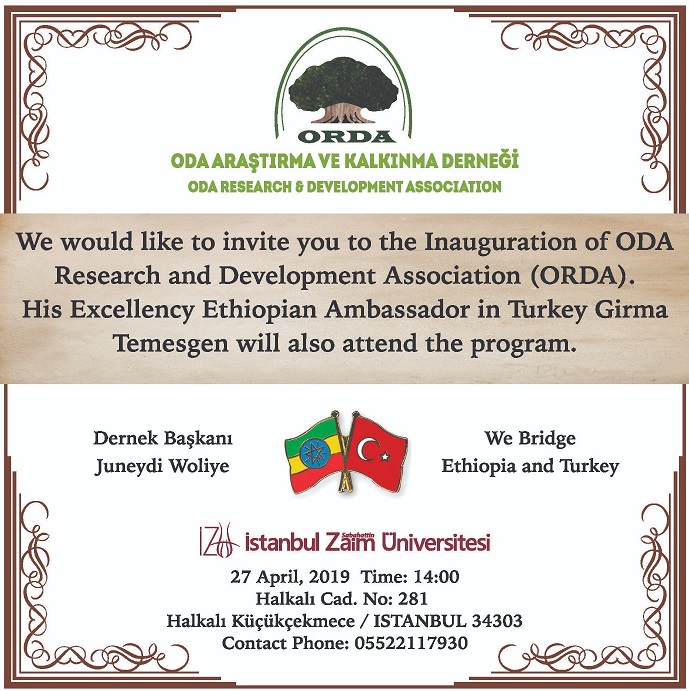 ORDA
ODA ARAŞTIRMA VE KALKINMA DERNEĞİ
ODA RESEARCH & DEVELOPMENT ASSOCIATION
We would like to invite you to the Inauguration of ODA
Research and Development Association (ORDA).
His Excellency Ethiopian Ambassador in Turkey Girma
Temesgen will also attend the program.
Dernek Başkanı
Juneydi Woliye
We Bridge
Ethiopia and Turkey
İZÜ istanbul Sabahattin Zaim Üniversitesi
27 April, 2019 Time: 14:00
Halkalı Cad. No: 281
Halkalı Küçükçekmece / ISTANBUL 34303
Contact Phone: 05522117930